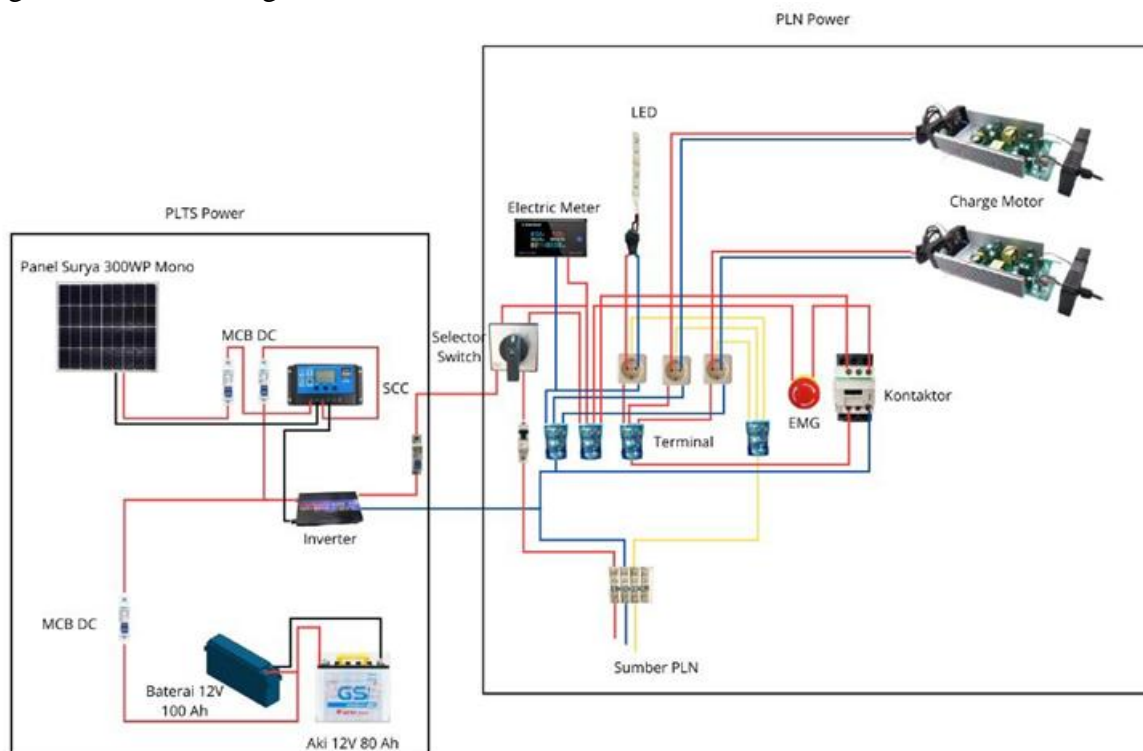 PLN Power
LED
Electric Meter
Charge Motor
PLTS Power
Panel Surya 300WP Mono
MCB DC
SCC
Selector
Switch
Kontaktor
EMG
Terminal
Inverter
MCB DC
Baterai 12V
100 Ah
GS
Aki 12V 80 Ah
Sumber PLN